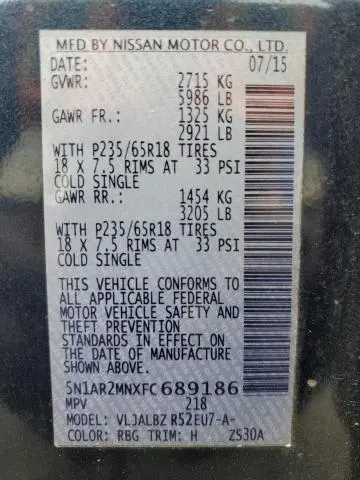 MFD BY NISSAN MOTOR CO., LTD.
DATE: 07/15
GVWR: 2715 KG
5986 LB
GAWR FR.: 1325 KG
2921 LB
WITH P235/65R18 TIRES
18 X 7.5 RIMS AT 33 PSI
COLD SINGLE
GAWR RR.: 1454 KG
3205 LB
WITH P235/65R18 TIRES
18 X 7.5 RIMS AT 33 PSI
COLD SINGLE
THIS VEHICLE CONFORMS TO
ALL APPLICABLE FEDERAL
MOTOR VEHICLE SAFETY
AND THEFT PREVENTION
STANDARDS IN EFFECT ON
THE DATE OF MANUFACTURE
SHOWN ABOVE.
5N1AR2MNXFC689186
MPV 218
MODEL: VLJALBZ R52EU7-A-
COLOR: RBG TRIM: H ZS30A